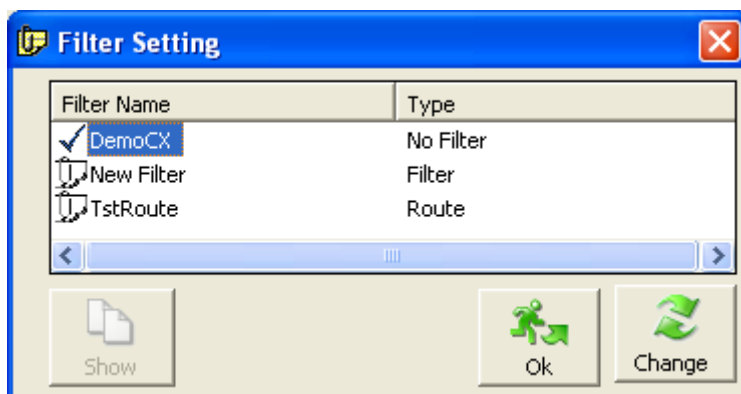 Filter Setting
Filter Name Type
DemoCX No Filter
New Filter Filter
TstRoute Route
Show Ok Change